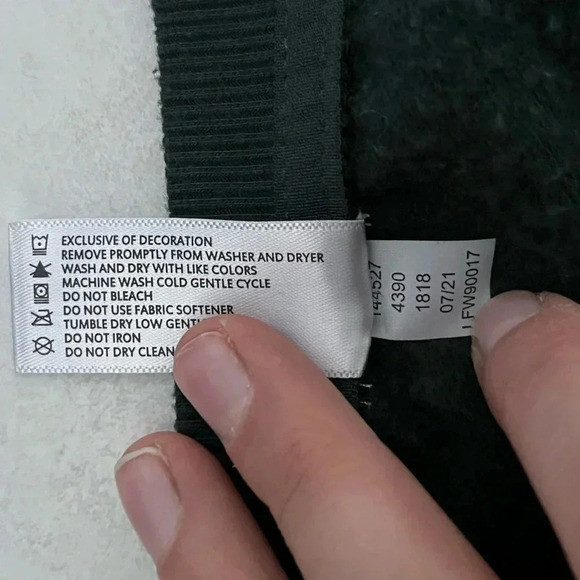 EXCLUSIVE OF DECORATION
REMOVE PROMPTLY FROM WASHER AND DRYER
WASH AND DRY WITH LIKE COLORS
MACHINE WASH COLD GENTLE CYCLE
DO NOT BLEACH
DO NOT USE FABRIC SOFTENER
TUMBLE DRY LOW
DO NOT IRON
DO NOT DRY CLEAN
144527
4390
1818
07/21
LFW90017